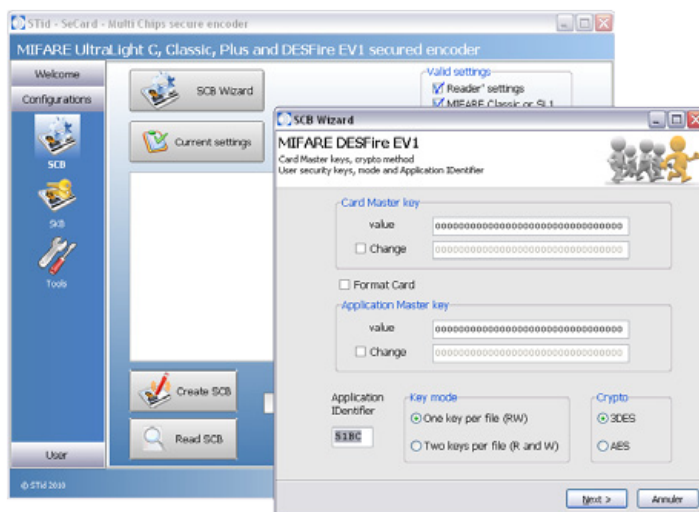 STid - SeCard - Multi Chips secure encoder
MIFARE UltraLight C, Classic, Plus and DESFire EV1 secured encoder
Welcome
Configurations
SCB
SKB
Tools
User
© STid 2010
SCB Wizard
Current settings
Create SCB
Read SCB
Valid settings
Reader' settings
MIFARE Classic or SL1
SCB Wizard
MIFARE DESFire EV1
Card Master keys, crypto method
User security keys, mode and Application IDentifier
Card Master key
value 00000000000000000000000000000000
Change 00000000000000000000000000000000
Format Card
Application Master key
value 00000000000000000000000000000000
Change 00000000000000000000000000000000
Application
IDentifier
51BC
Key mode
One key per file (RW)
Two keys per file (R and W)
Crypto
3DES
AES
Next >
Annuler